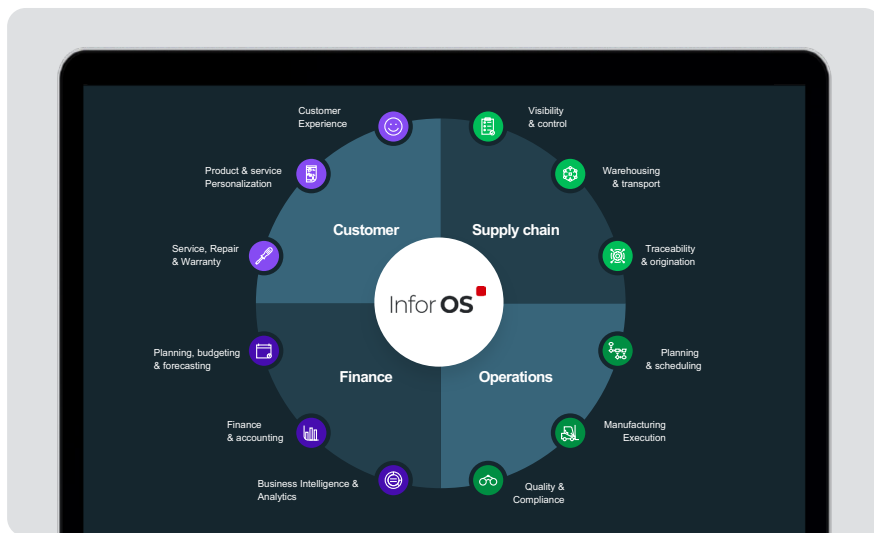 Customer
Experience
Visibility
& control
Product & service
Personalization
Warehousing
& transport
Customer
Supply chain
Service, Repair
& Warranty
Traceability
& origination
Infor OS
Planning, budgeting
& forecasting
Planning
& scheduling
Finance
Operations
Finance
& accounting
Manufacturing
Execution
Business Intelligence &
Analytics
Quality &
Compliance